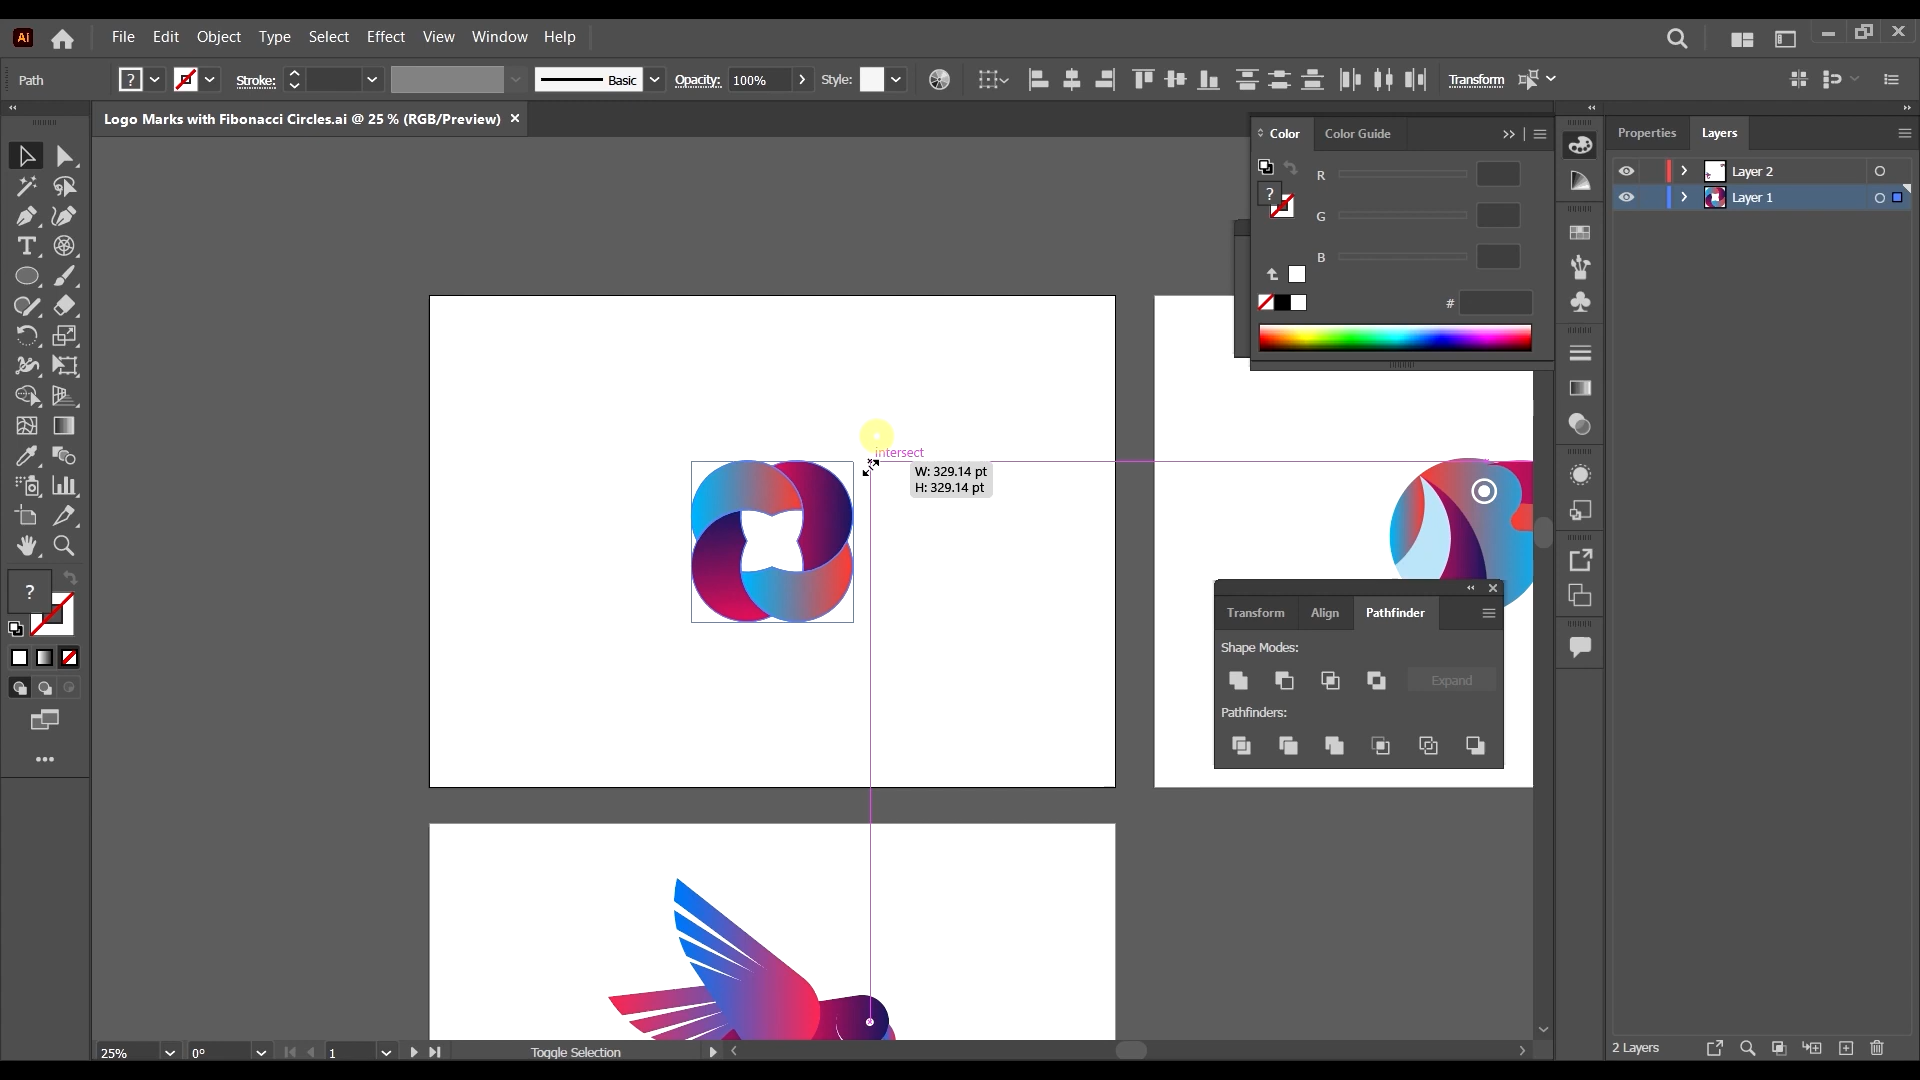 Ai
File Edit Object Type Select Effect View Window Help
Path
?
Stroke:
Basic
Opacity:
100%
Style:
Transform
Logo Marks with Fibonacci Circles.ai @ 25 % (RGB/Preview)
Color Color Guide
R
?
G
B
#
Properties Layers
Layer 2
Layer 1
T
intersect
W: 329.14 pt
H: 329.14 pt
?
Transform Align Pathfinder
Shape Modes:
Expand
Pathfinders:
25%
0°
1
Toggle Selection
2 Layers